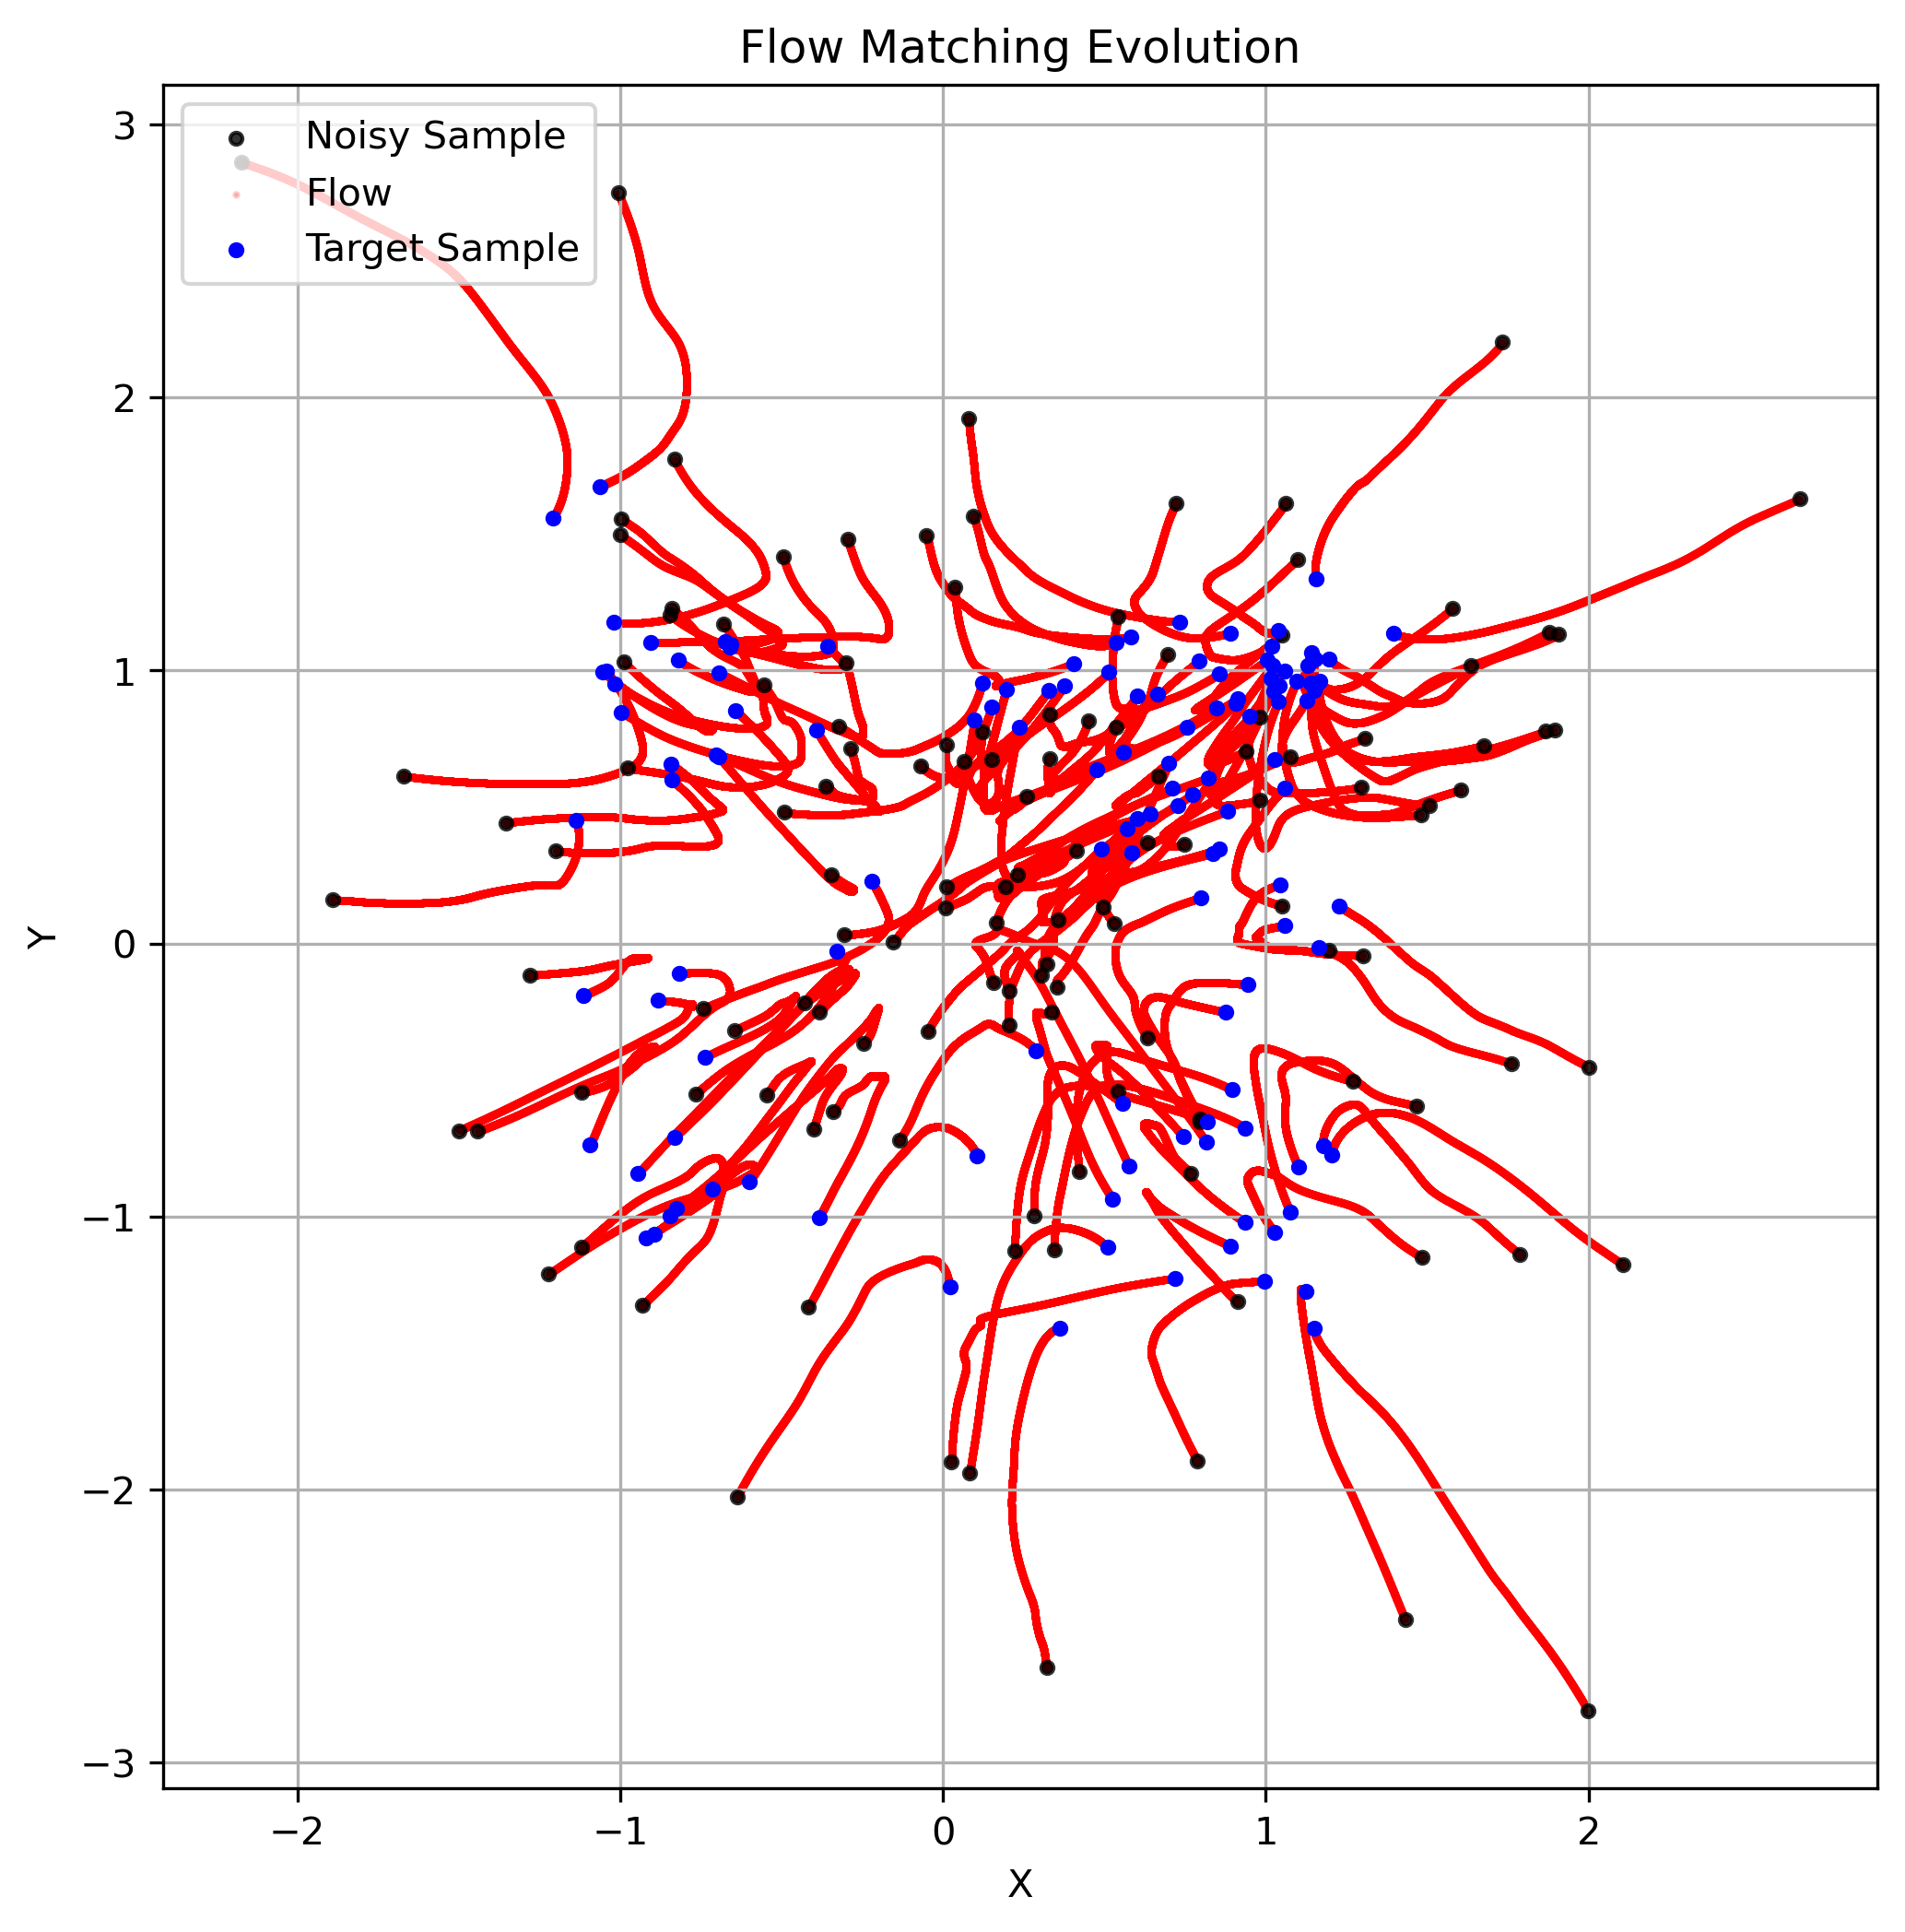 Flow Matching Evolution
Noisy Sample
Flow
Target Sample
3
2
1
0
−1
−2
−3
Y
−2
−1
0
1
2
X